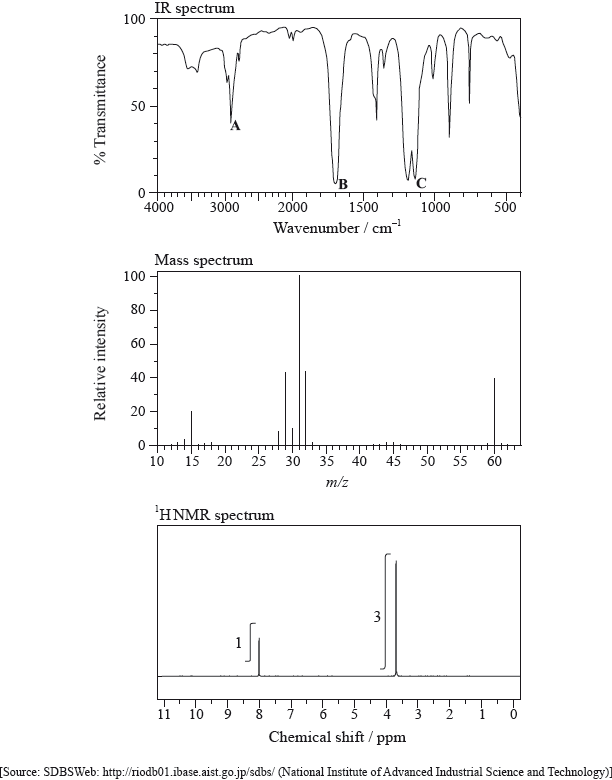 IR spectrum
100
50
0
% Transmittance
A
B
C
4000 3000 2000 1500 1000 500
Wavenumber / cm⁻¹
Mass spectrum
100
80
60
40
20
0
Relative intensity
10 15 20 25 30 35 40 45 50 55 60
m/z
¹H NMR spectrum
1
3
11 10 9 8 7 6 5 4 3 2 1 0
Chemical shift / ppm
[Source: SDBSWeb: http://riodb01.ibase.aist.go.jp/sdbs/ (National Institute of Advanced Industrial Science and Technology)]